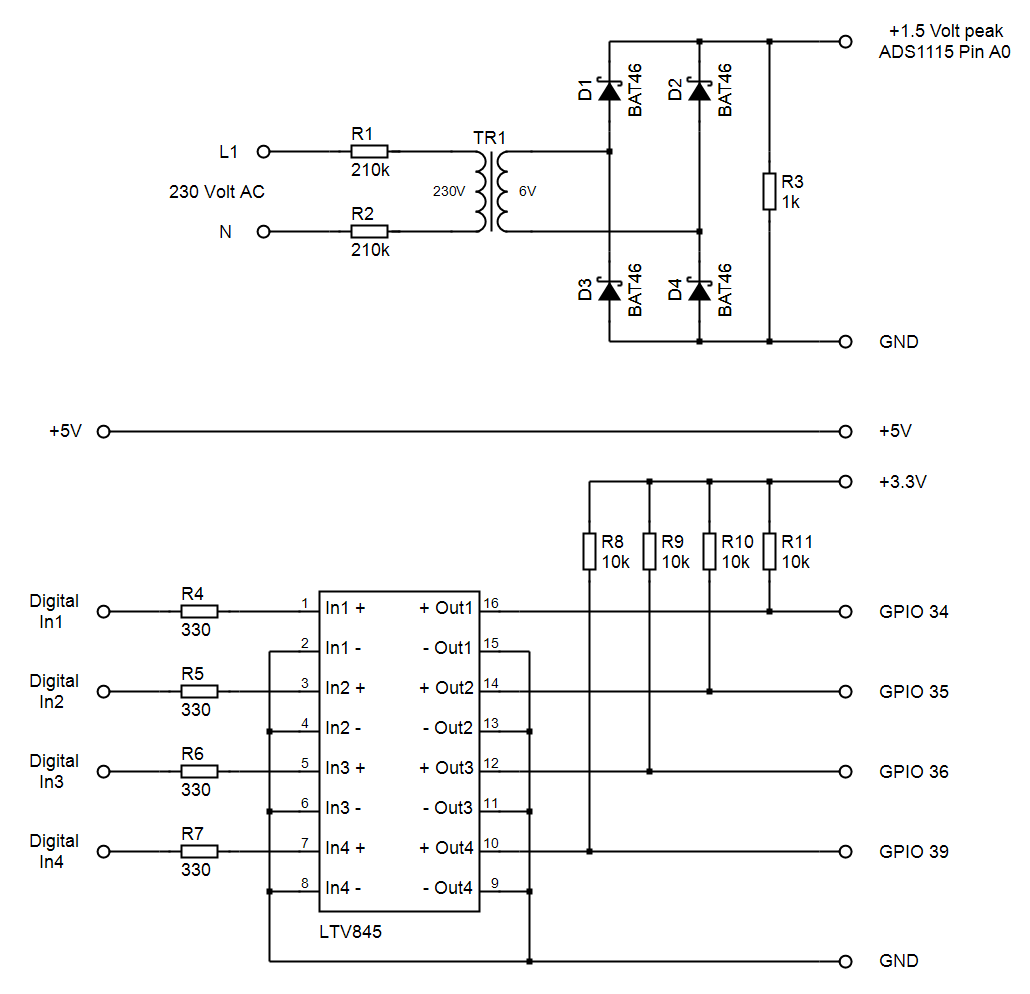 +1.5 Volt peak
ADS1115 Pin A0
D1
BAT46
D2
BAT46
R1
210k
L1
TR1
230 Volt AC
230V
6V
R3
1k
R2
210k
N
D3
BAT46
D4
BAT46
GND
+5V
+5V
+3.3V
R8
10k
R9
10k
R10
10k
R11
10k
Digital
In1
R4
330
1
In1 +
+ Out1
16
GPIO 34
2
In1 -
- Out1
15
Digital
In2
R5
330
3
In2 +
+ Out2
14
GPIO 35
4
In2 -
- Out2
13
Digital
In3
R6
330
5
In3 +
+ Out3
12
GPIO 36
6
In3 -
- Out3
11
Digital
In4
R7
330
7
In4 +
+ Out4
10
GPIO 39
8
In4 -
- Out4
9
LTV845
GND